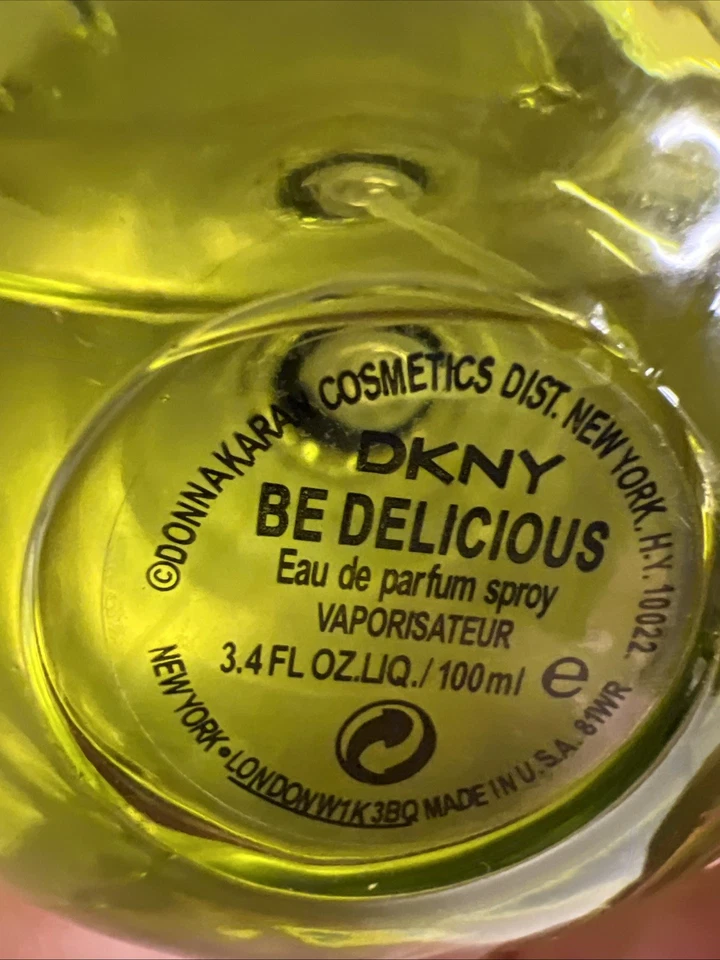 ©DONNAKARAN COSMETICS DIST. NEW YORK. H.Y. 10022.
DKNY
BE DELICIOUS
Eau de parfum sproy
VAPORISATEUR
3.4 FL OZ.LIQ./ 100ml e
NEW YORK•LONDONW1K3BQ MADE IN U.S.A. 81WR